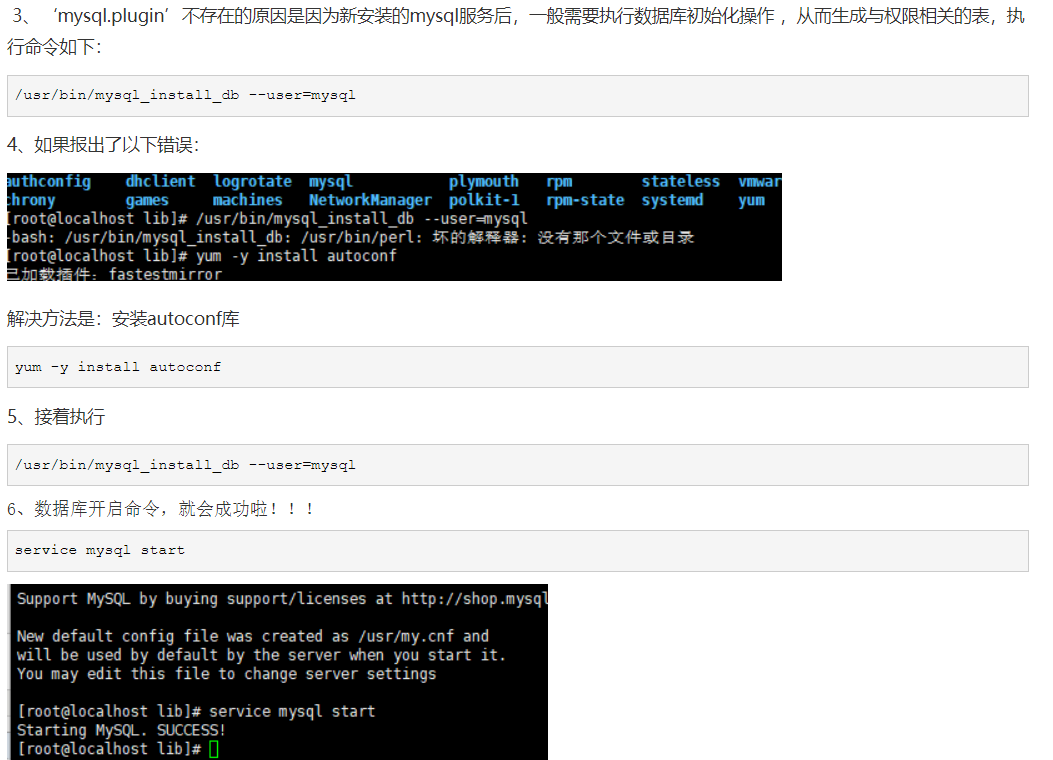 3、‘mysql.plugin’不存在的原因是因为新安装的mysql服务后，一般需要执行数据库初始化操作 ，从而生成与权限相关的表，执
行命令如下：
/usr/bin/mysql_install_db --user=mysql
4、如果报出了以下错误：
authconfig dhclient logrotate mysql plymouth rpm stateless vmwar
chrony games machines NetworkManager polkit-1 rpm-state systemd yum
[root@localhost lib]# /usr/bin/mysql_install_db --user=mysql
-bash: /usr/bin/mysql_install_db: /usr/bin/perl: 坏的解释器: 没有那个文件或目录
[root@localhost lib]# yum -y install autoconf
已加载插件：fastestmirror
解决方法是：安装autoconf库
yum -y install autoconf
5、接着执行
/usr/bin/mysql_install_db --user=mysql
6、数据库开启命令，就会成功啦！！！
service mysql start
Support MySQL by buying support/licenses at http://shop.mysql
New default config file was created as /usr/my.cnf and
will be used by default by the server when you start it.
You may edit this file to change server settings
[root@localhost lib]# service mysql start
Starting MySQL. SUCCESS!
[root@localhost lib]#